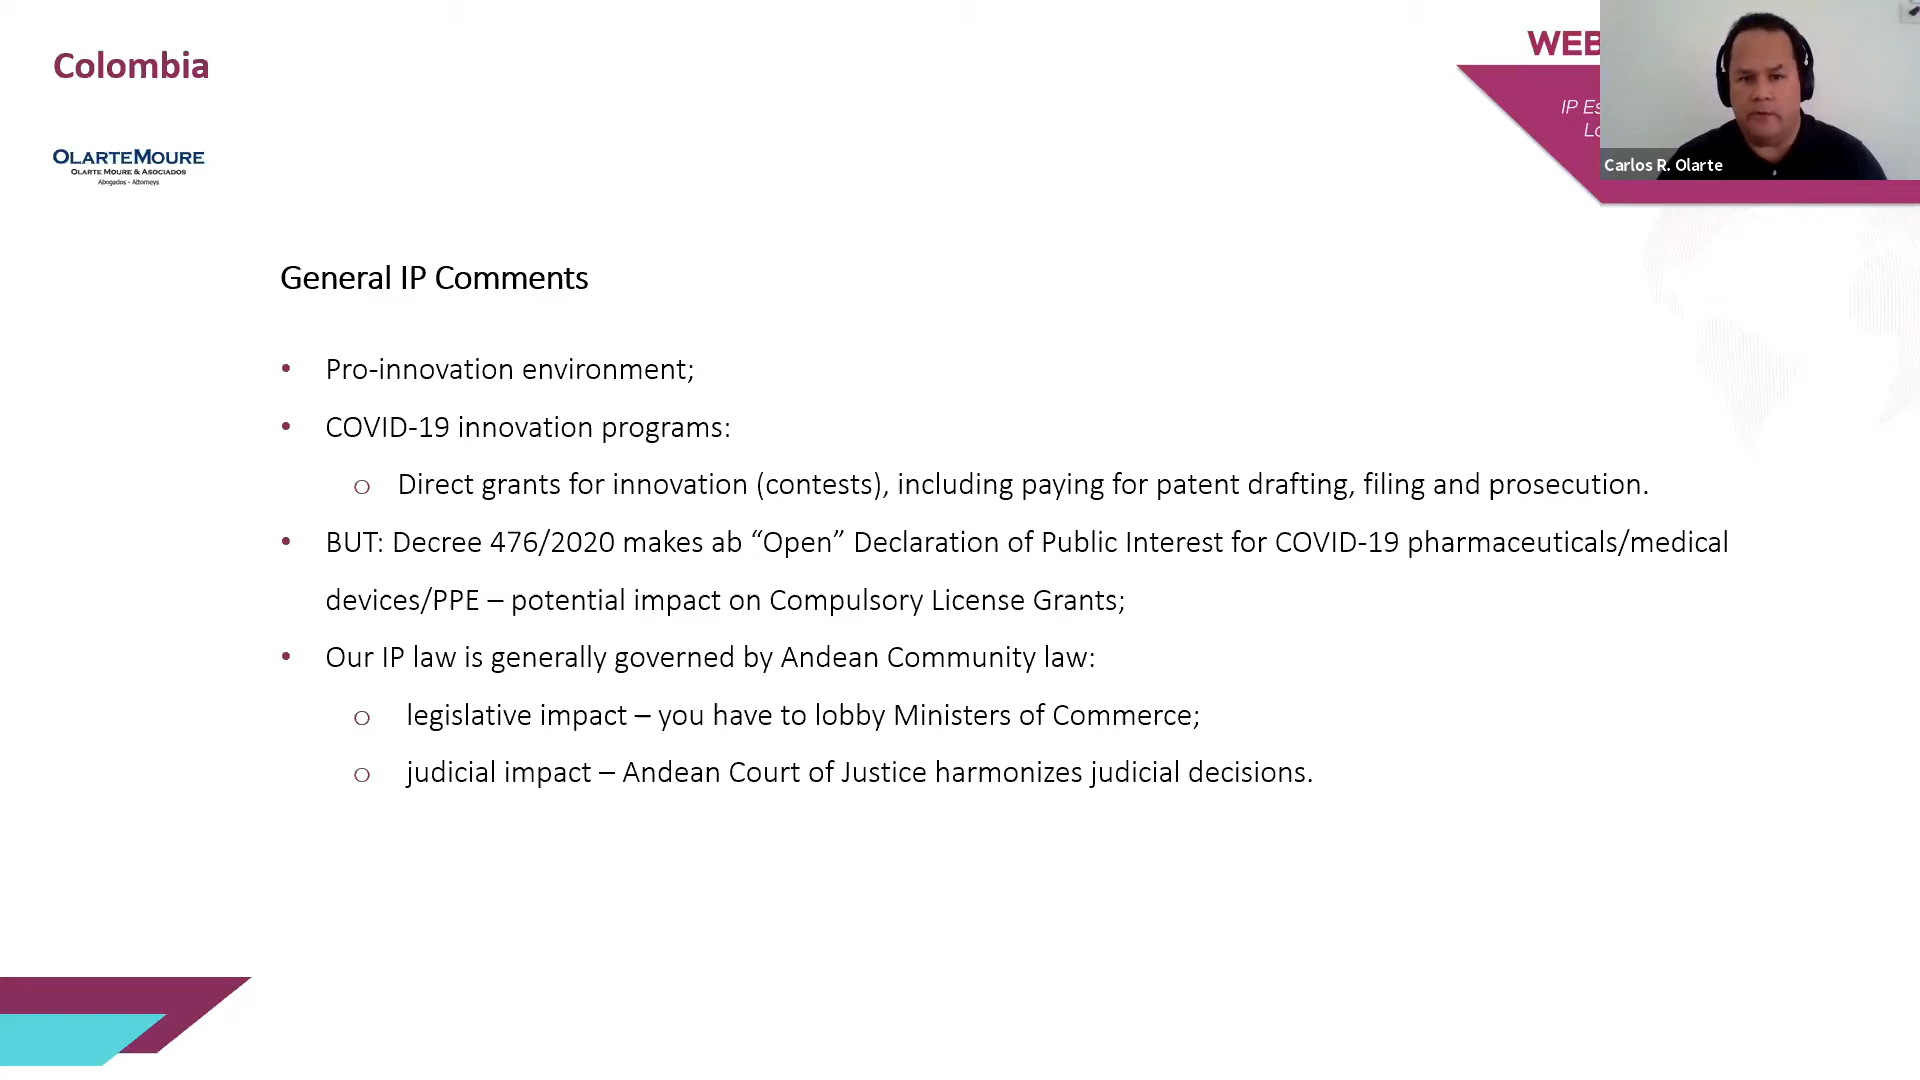 Colombia
WEB
IP Es
Lo
Carlos R. Olarte
OLARTEMOURE
OLARTE MOURE & ASOCIADOS
Abogados - Attorneys
General IP Comments
• Pro-innovation environment;
• COVID-19 innovation programs:
o Direct grants for innovation (contests), including paying for patent drafting, filing and prosecution.
• BUT: Decree 476/2020 makes ab “Open” Declaration of Public Interest for COVID-19 pharmaceuticals/medical
devices/PPE – potential impact on Compulsory License Grants;
• Our IP law is generally governed by Andean Community law:
o legislative impact – you have to lobby Ministers of Commerce;
o judicial impact – Andean Court of Justice harmonizes judicial decisions.